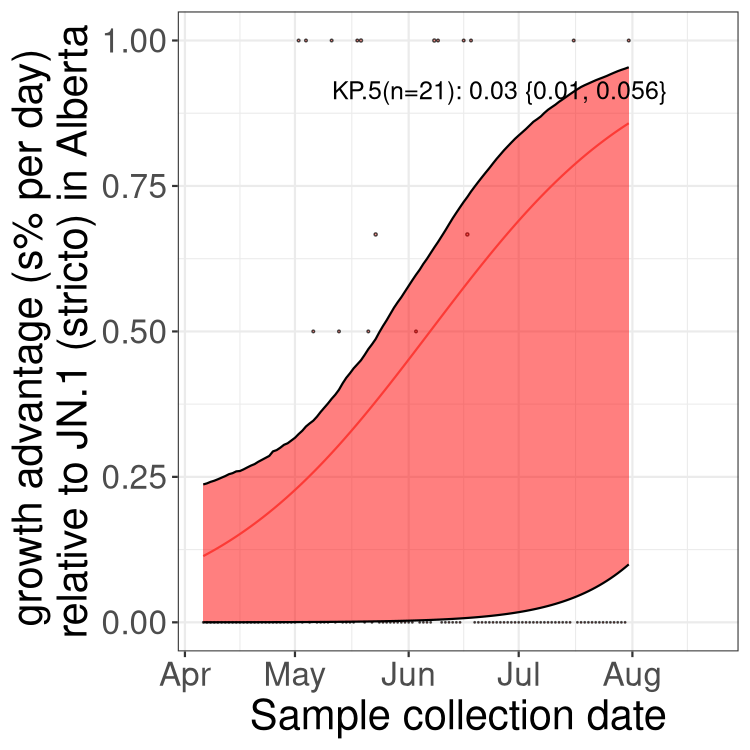 growth advantage (s% per day)
relative to JN.1 (stricto) in Alberta
1.00
0.75
0.50
0.25
0.00
KP.5(n=21): 0.03 {0.01, 0.056}
Apr
May
Jun
Jul
Aug
Sample collection date